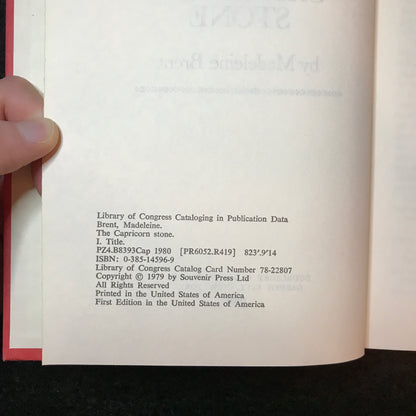 STONE
by Madeleine Brent
Library of Congress Cataloging in Publication Data
Brent, Madeleine.
The Capricorn stone.
I. Title.
PZ4.B8393Cap 1980 [PR6052.R419] 823'.9'14
ISBN: 0-385-14596-9
Library of Congress Catalog Card Number 78-22807
Copyright © 1979 by Souvenir Press Ltd
All Rights Reserved
Printed in the United States of America
First Edition in the United States of America